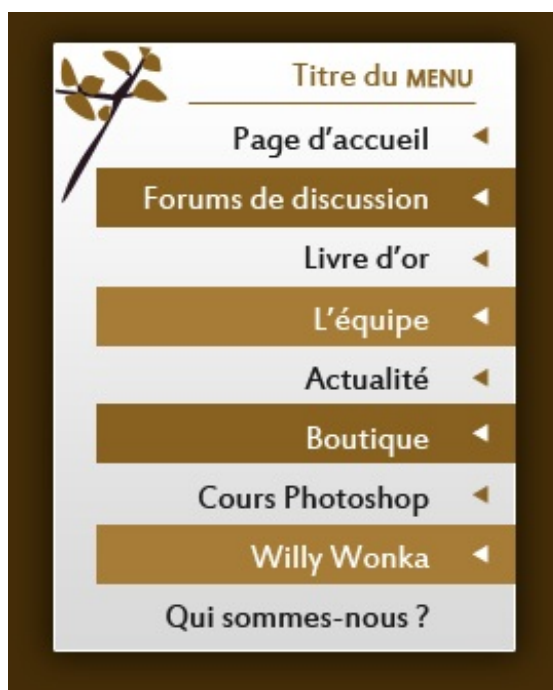 Titre du MENU
Page d'accueil
Forums de discussion
Livre d'or
L'équipe
Actualité
Boutique
Cours Photoshop
Willy Wonka
Qui sommes-nous ?